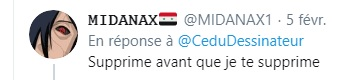 𝙼𝙸𝙳𝙰𝙽𝙰𝚇🇸🇾 @MIDANAX1 · 5 févr.
En réponse à @CeduDessinateur
Supprime avant que je te supprime